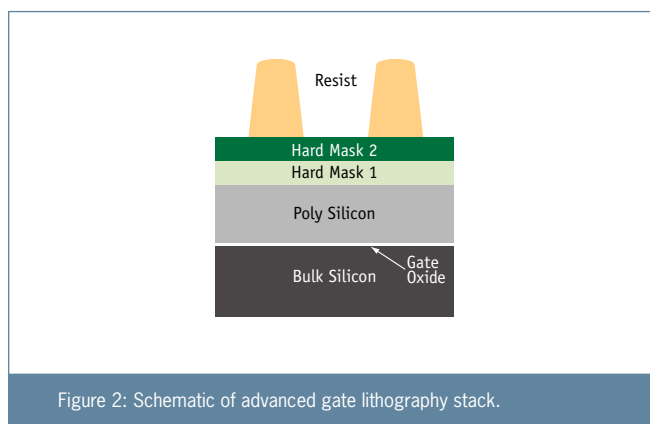 Resist
Hard Mask 2
Hard Mask 1
Poly Silicon
Gate
Oxide
Bulk Silicon
Figure 2: Schematic of advanced gate lithography stack.